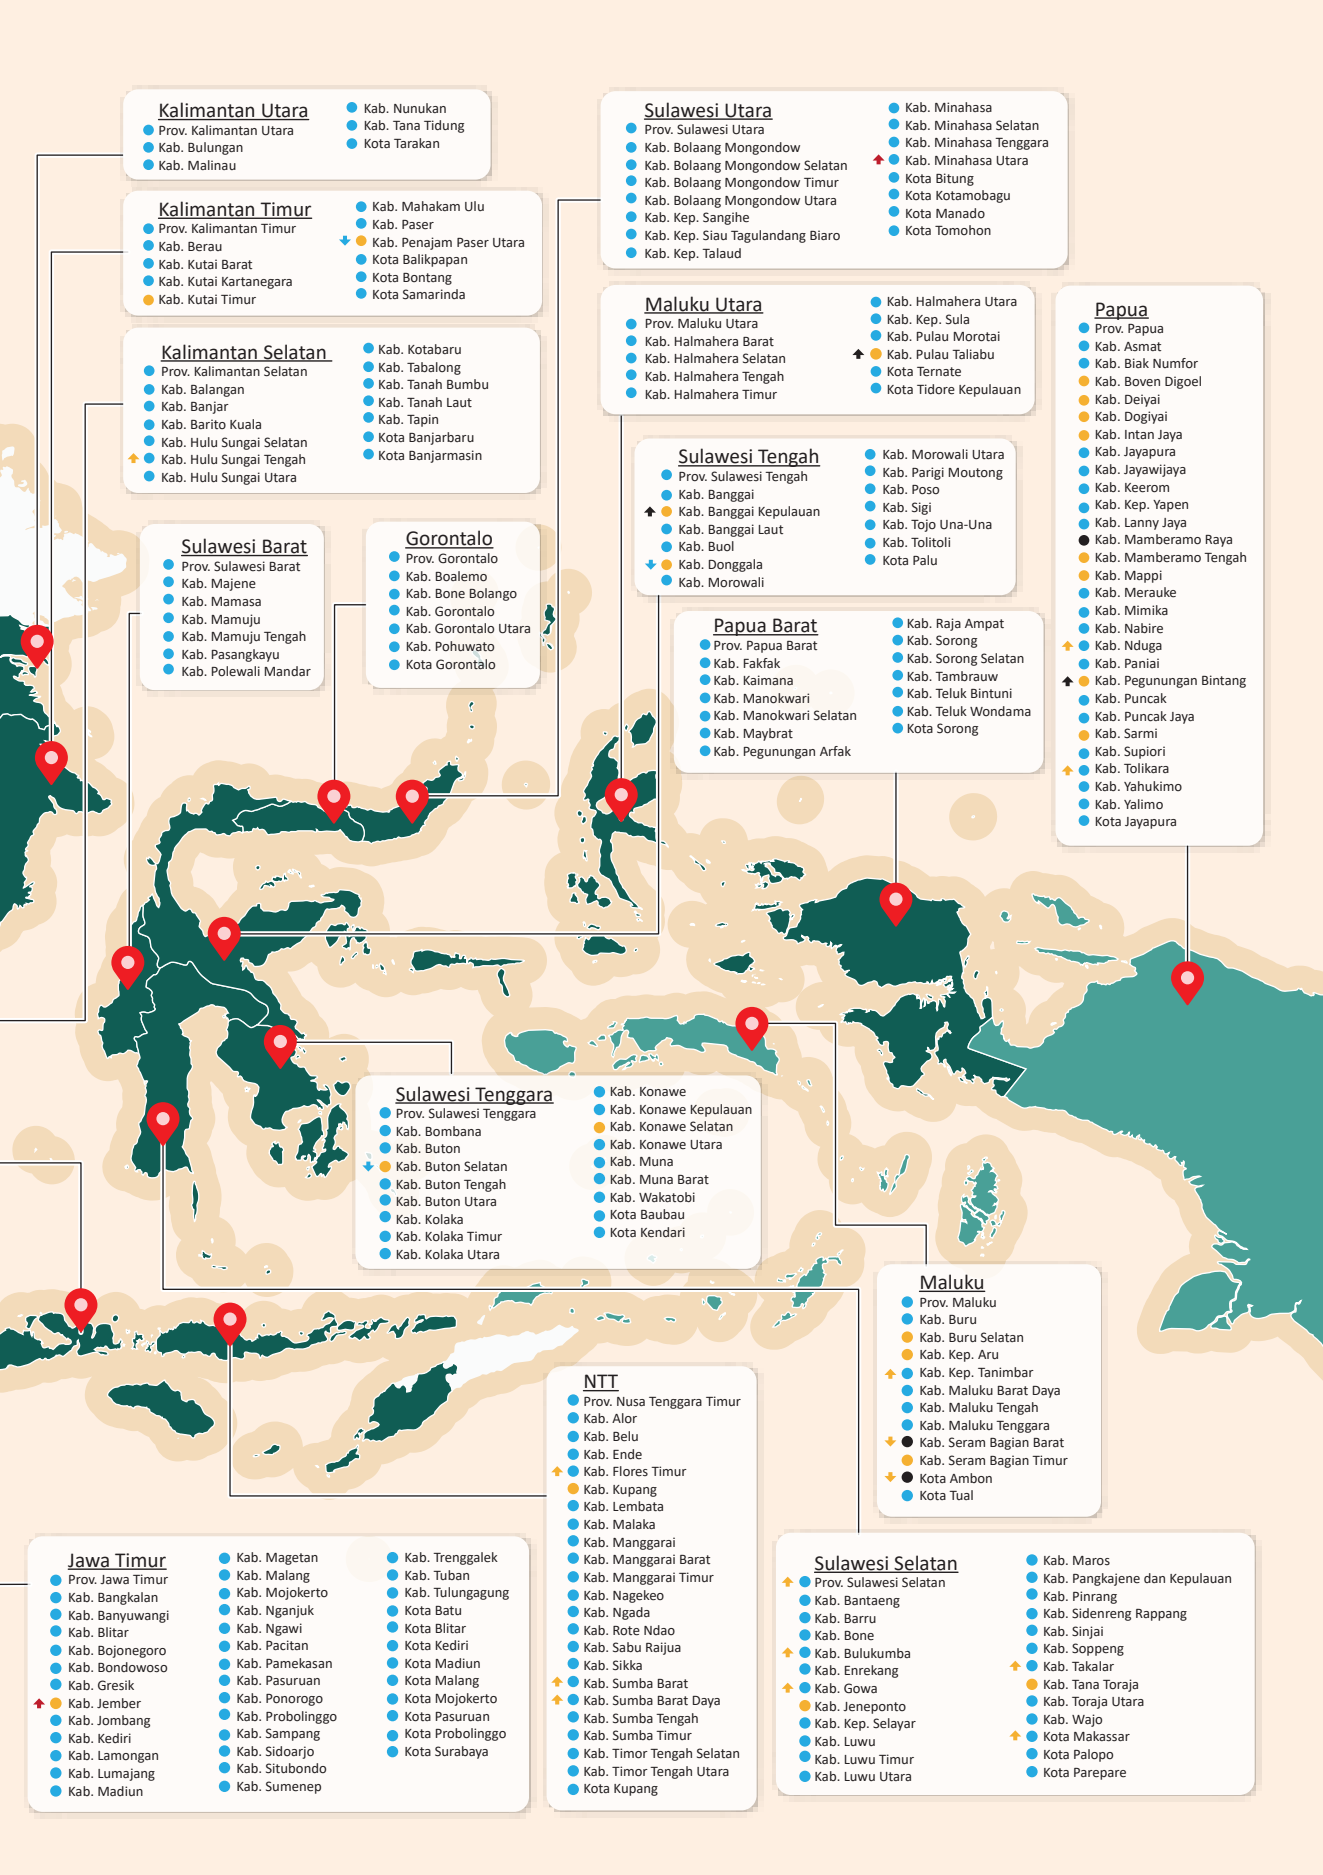 Kalimantan Utara
Prov. Kalimantan Utara
Kab. Bulungan
Kab. Malinau
Kab. Nunukan
Kab. Tana Tidung
Kota Tarakan
Kalimantan Timur
Prov. Kalimantan Timur
Kab. Berau
Kab. Kutai Barat
Kab. Kutai Kartanegara
Kab. Kutai Timur
Kab. Mahakam Ulu
Kab. Paser
Kab. Penajam Paser Utara
Kota Balikpapan
Kota Bontang
Kota Samarinda
Kalimantan Selatan
Prov. Kalimantan Selatan
Kab. Balangan
Kab. Banjar
Kab. Barito Kuala
Kab. Hulu Sungai Selatan
Kab. Hulu Sungai Tengah
Kab. Hulu Sungai Utara
Kab. Kotabaru
Kab. Tabalong
Kab. Tanah Bumbu
Kab. Tanah Laut
Kab. Tapin
Kota Banjarbaru
Kota Banjarmasin
Sulawesi Barat
Prov. Sulawesi Barat
Kab. Majene
Kab. Mamasa
Kab. Mamuju
Kab. Mamuju Tengah
Kab. Pasangkayu
Kab. Polewali Mandar
Gorontalo
Prov. Gorontalo
Kab. Boalemo
Kab. Bone Bolango
Kab. Gorontalo
Kab. Gorontalo Utara
Kab. Pohuwato
Kota Gorontalo
Sulawesi Utara
Prov. Sulawesi Utara
Kab. Bolaang Mongondow
Kab. Bolaang Mongondow Selatan
Kab. Bolaang Mongondow Timur
Kab. Bolaang Mongondow Utara
Kab. Kep. Sangihe
Kab. Kep. Siau Tagulandang Biaro
Kab. Kep. Talaud
Kab. Minahasa
Kab. Minahasa Selatan
Kab. Minahasa Tenggara
Kab. Minahasa Utara
Kota Bitung
Kota Kotamobagu
Kota Manado
Kota Tomohon
Maluku Utara
Prov. Maluku Utara
Kab. Halmahera Barat
Kab. Halmahera Selatan
Kab. Halmahera Tengah
Kab. Halmahera Timur
Kab. Halmahera Utara
Kab. Kep. Sula
Kab. Pulau Morotai
Kab. Pulau Taliabu
Kota Ternate
Kota Tidore Kepulauan
Sulawesi Tengah
Prov. Sulawesi Tengah
Kab. Banggai
Kab. Banggai Kepulauan
Kab. Banggai Laut
Kab. Buol
Kab. Donggala
Kab. Morowali
Kab. Morowali Utara
Kab. Parigi Moutong
Kab. Poso
Kab. Sigi
Kab. Tojo Una-Una
Kab. Tolitoli
Kota Palu
Papua Barat
Prov. Papua Barat
Kab. Fakfak
Kab. Kaimana
Kab. Manokwari
Kab. Manokwari Selatan
Kab. Maybrat
Kab. Pegunungan Arfak
Kab. Raja Ampat
Kab. Sorong
Kab. Sorong Selatan
Kab. Tambrauw
Kab. Teluk Bintuni
Kab. Teluk Wondama
Kota Sorong
Papua
Prov. Papua
Kab. Asmat
Kab. Biak Numfor
Kab. Boven Digoel
Kab. Deiyai
Kab. Dogiyai
Kab. Intan Jaya
Kab. Jayapura
Kab. Jayawijaya
Kab. Keerom
Kab. Kep. Yapen
Kab. Lanny Jaya
Kab. Mamberamo Raya
Kab. Mamberamo Tengah
Kab. Mappi
Kab. Merauke
Kab. Mimika
Kab. Nabire
Kab. Nduga
Kab. Paniai
Kab. Pegunungan Bintang
Kab. Puncak
Kab. Puncak Jaya
Kab. Sarmi
Kab. Supiori
Kab. Tolikara
Kab. Yahukimo
Kab. Yalimo
Kota Jayapura
Sulawesi Tenggara
Prov. Sulawesi Tenggara
Kab. Bombana
Kab. Buton
Kab. Buton Selatan
Kab. Buton Tengah
Kab. Buton Utara
Kab. Kolaka
Kab. Kolaka Timur
Kab. Kolaka Utara
Kab. Konawe
Kab. Konawe Kepulauan
Kab. Konawe Selatan
Kab. Konawe Utara
Kab. Muna
Kab. Muna Barat
Kab. Wakatobi
Kota Baubau
Kota Kendari
Maluku
Prov. Maluku
Kab. Buru
Kab. Buru Selatan
Kab. Kep. Aru
Kab. Kep. Tanimbar
Kab. Maluku Barat Daya
Kab. Maluku Tengah
Kab. Maluku Tenggara
Kab. Seram Bagian Barat
Kab. Seram Bagian Timur
Kota Ambon
Kota Tual
NTT
Prov. Nusa Tenggara Timur
Kab. Alor
Kab. Belu
Kab. Ende
Kab. Flores Timur
Kab. Kupang
Kab. Lembata
Kab. Malaka
Kab. Manggarai
Kab. Manggarai Barat
Kab. Manggarai Timur
Kab. Nagekeo
Kab. Ngada
Kab. Rote Ndao
Kab. Sabu Raijua
Kab. Sikka
Kab. Sumba Barat
Kab. Sumba Barat Daya
Kab. Sumba Tengah
Kab. Sumba Timur
Kab. Timor Tengah Selatan
Kab. Timor Tengah Utara
Kota Kupang
Jawa Timur
Prov. Jawa Timur
Kab. Bangkalan
Kab. Banyuwangi
Kab. Blitar
Kab. Bojonegoro
Kab. Bondowoso
Kab. Gresik
Kab. Jember
Kab. Jombang
Kab. Kediri
Kab. Lamongan
Kab. Lumajang
Kab. Madiun
Kab. Magetan
Kab. Malang
Kab. Mojokerto
Kab. Nganjuk
Kab. Ngawi
Kab. Pacitan
Kab. Pamekasan
Kab. Pasuruan
Kab. Ponorogo
Kab. Probolinggo
Kab. Sampang
Kab. Sidoarjo
Kab. Situbondo
Kab. Sumenep
Kab. Trenggalek
Kab. Tuban
Kab. Tulungagung
Kota Batu
Kota Blitar
Kota Kediri
Kota Madiun
Kota Malang
Kota Mojokerto
Kota Pasuruan
Kota Probolinggo
Kota Surabaya
Sulawesi Selatan
Prov. Sulawesi Selatan
Kab. Bantaeng
Kab. Barru
Kab. Bone
Kab. Bulukumba
Kab. Enrekang
Kab. Gowa
Kab. Jeneponto
Kab. Kep. Selayar
Kab. Luwu
Kab. Luwu Timur
Kab. Luwu Utara
Kab. Maros
Kab. Pangkajene dan Kepulauan
Kab. Pinrang
Kab. Sidenreng Rappang
Kab. Sinjai
Kab. Soppeng
Kab. Takalar
Kab. Tana Toraja
Kab. Toraja Utara
Kab. Wajo
Kota Makassar
Kota Palopo
Kota Parepare